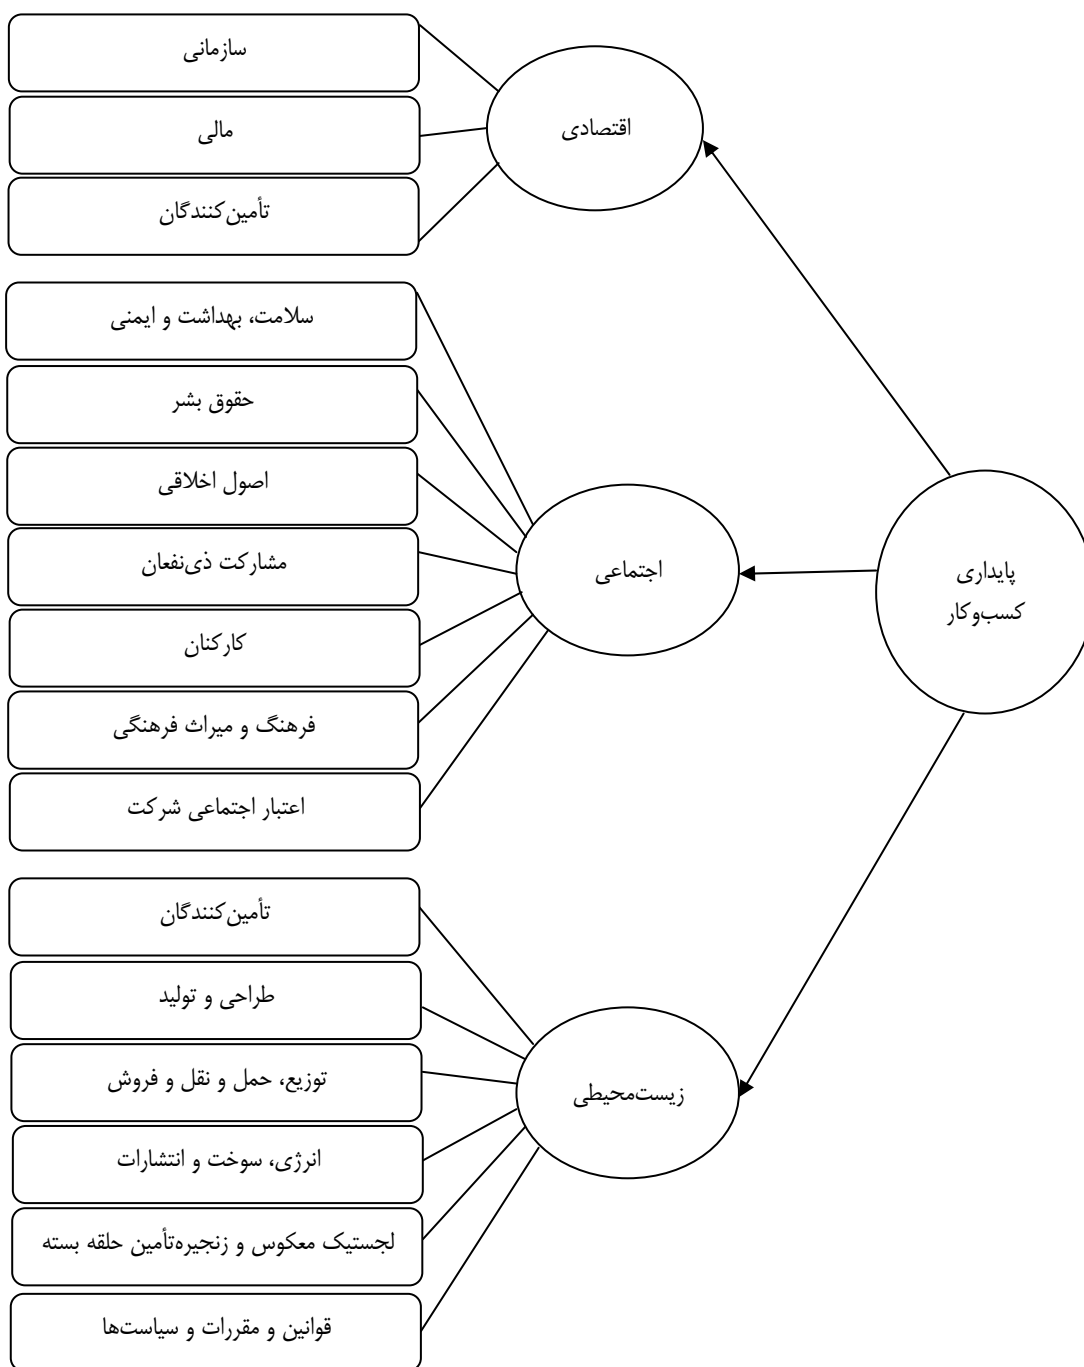 سازمانی
مالی
تأمین‌کنندگان
اقتصادی
سلامت، بهداشت و ایمنی
حقوق بشر
اصول اخلاقی
مشارکت ذی‌نفعان
کارکنان
فرهنگ و میراث فرهنگی
اعتبار اجتماعی شرکت
اجتماعی
پایداری
کسب‌وکار
تأمین‌کنندگان
طراحی و تولید
توزیع، حمل و نقل و فروش
انرژی، سوخت و انتشارات
لجستیک معکوس و زنجیره‌تأمین حلقه بسته
قوانین و مقررات و سیاست‌ها
زیست‌محیطی